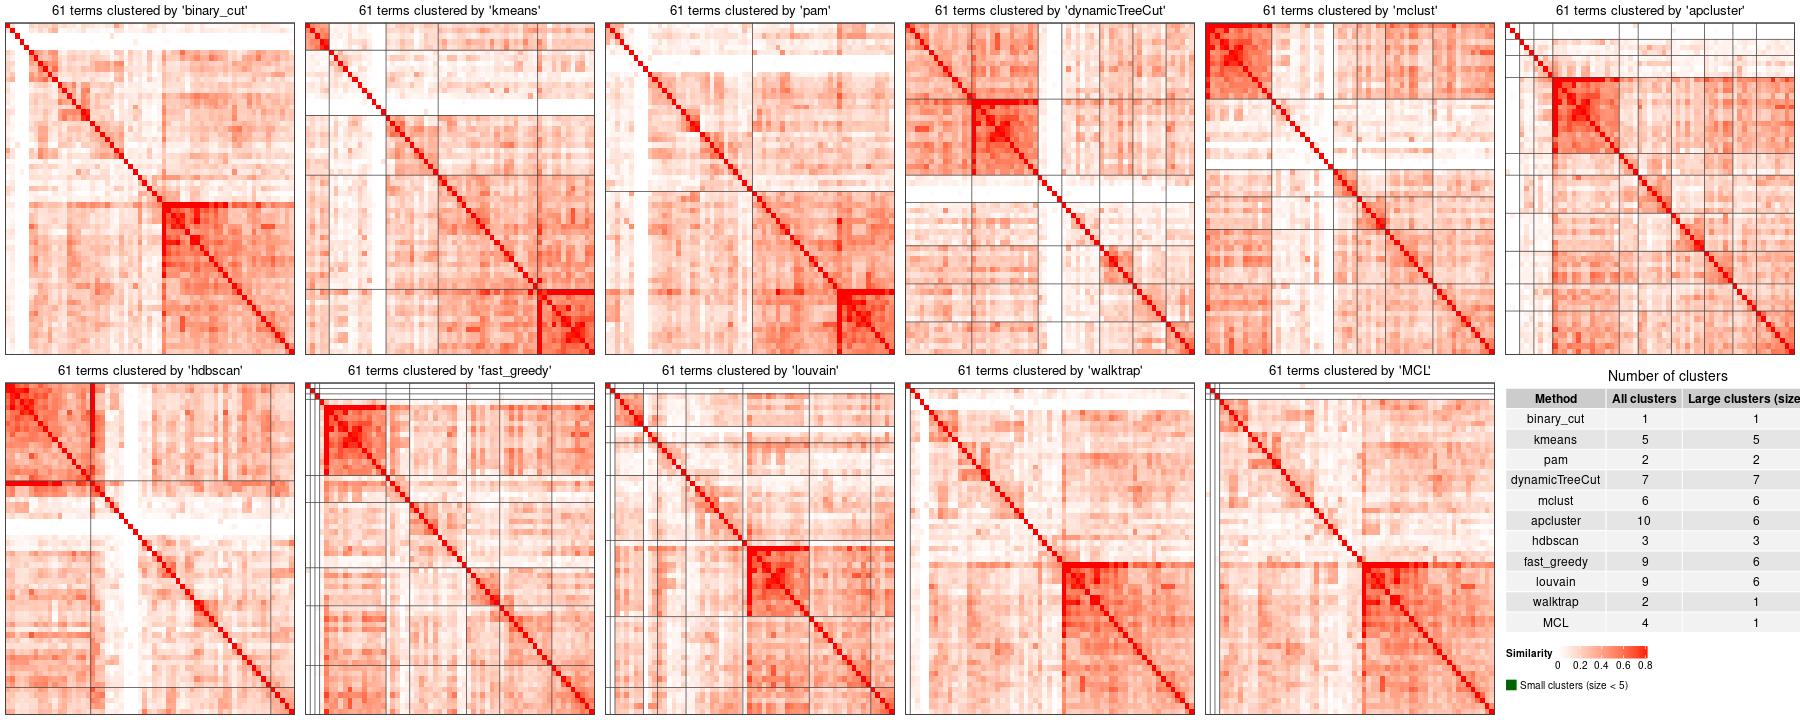 61 terms clustered by 'binary_cut'
61 terms clustered by 'kmeans'
61 terms clustered by 'pam'
61 terms clustered by 'dynamicTreeCut'
61 terms clustered by 'mclust'
61 terms clustered by 'apcluster'
61 terms clustered by 'hdbscan'
61 terms clustered by 'fast_greedy'
61 terms clustered by 'louvain'
61 terms clustered by 'walktrap'
61 terms clustered by 'MCL'
Number of clusters
Method All clusters Large clusters (size
binary_cut 1 1
kmeans 5 5
pam 2 2
dynamicTreeCut 7 7
mclust 6 6
apcluster 10 6
hdbscan 3 3
fast_greedy 9 6
louvain 9 6
walktrap 2 1
MCL 4 1
Similarity
0 0.2 0.4 0.6 0.8
Small clusters (size < 5)